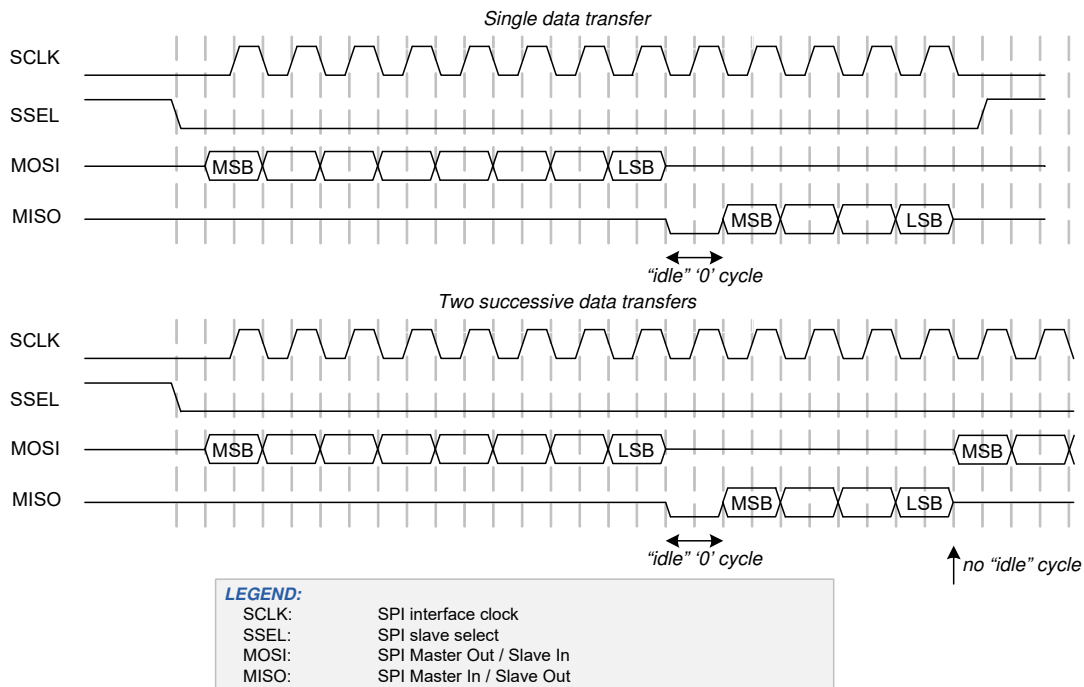 Single data transfer
SCLK
SSEL
MOSI
MSB LSB
MISO
MSB LSB
“idle” ‘0’ cycle
Two successive data transfers
SCLK
SSEL
MOSI
MSB LSB MSB
MISO
MSB LSB
“idle” ‘0’ cycle
no “idle” cycle
LEGEND:
SCLK: SPI interface clock
SSEL: SPI slave select
MOSI: SPI Master Out / Slave In
MISO: SPI Master In / Slave Out